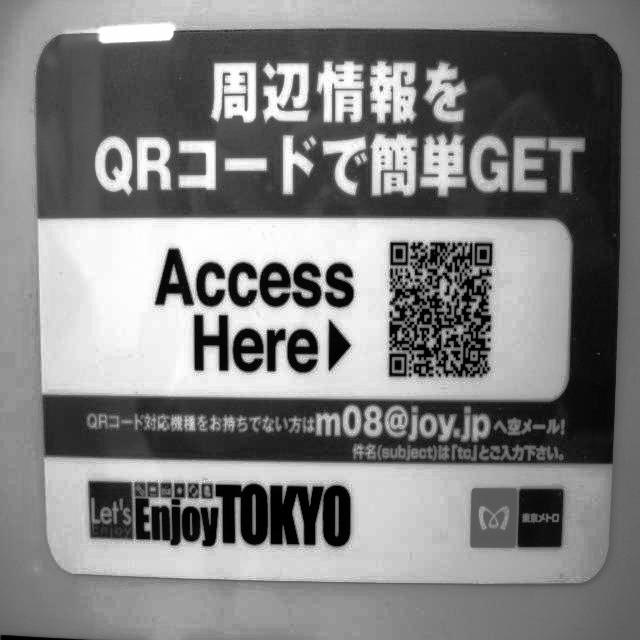 周辺情報を
QRコードで簡単GET
Access
Here▶
QRコード対応機種をお持ちでない方はm08@joy.jpへ空メール!
件名(subject)は「tc」とご入力下さい。
Let's
EnjoyTOKYO
東京メトロ